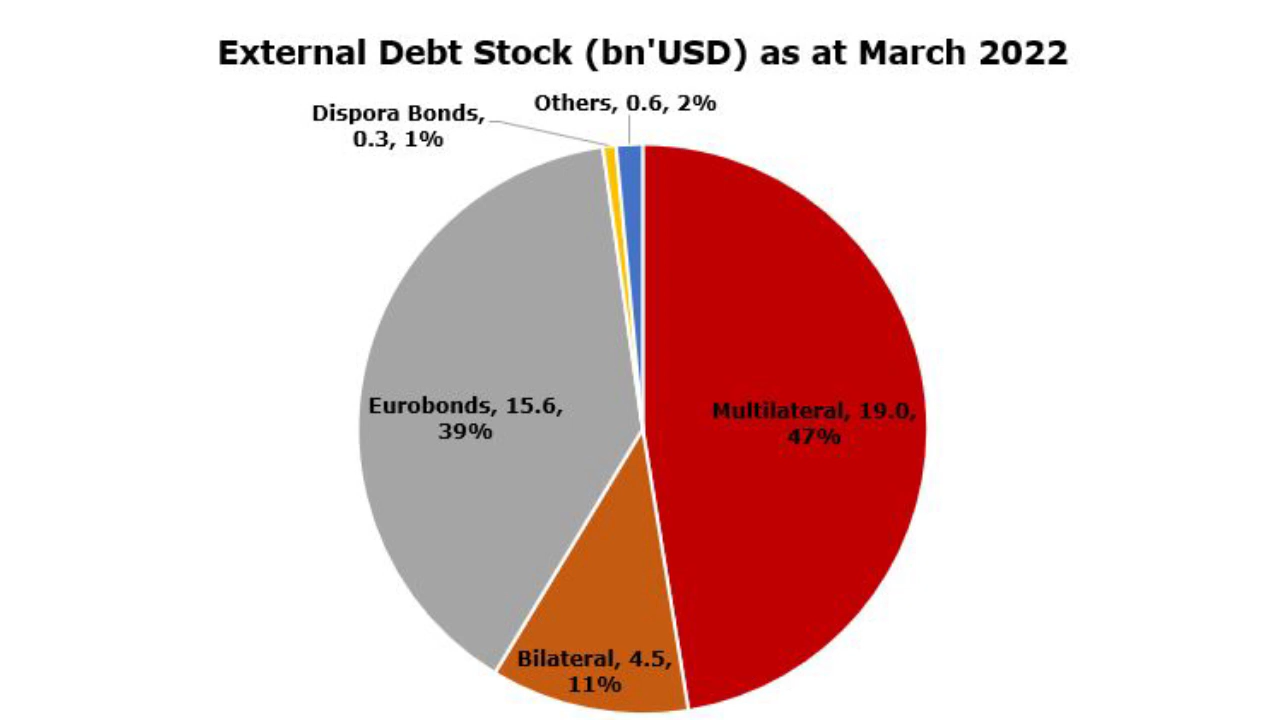 External Debt Stock (bn'USD) as at March 2022
Dispora Bonds,
0.3, 1%
Others, 0.6, 2%
Eurobonds, 15.6,
39%
Multilateral, 19.0,
47%
Bilateral, 4.5,
11%